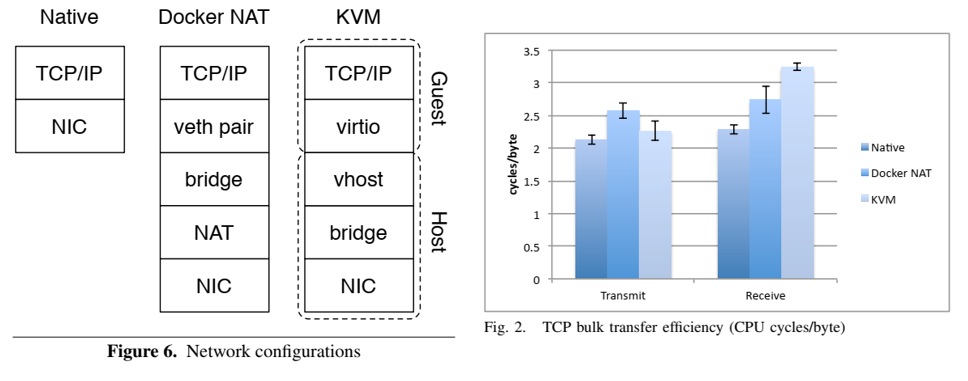 Native
Docker NAT
KVM
TCP/IP
NIC
TCP/IP
veth pair
bridge
NAT
NIC
TCP/IP
virtio
vhost
bridge
NIC
Guest
Host
Figure 6. Network configurations
cycles/byte
3.5
3
2.5
2
1.5
1
0.5
0
Transmit
Receive
Native
Docker NAT
KVM
Fig. 2. TCP bulk transfer efficiency (CPU cycles/byte)